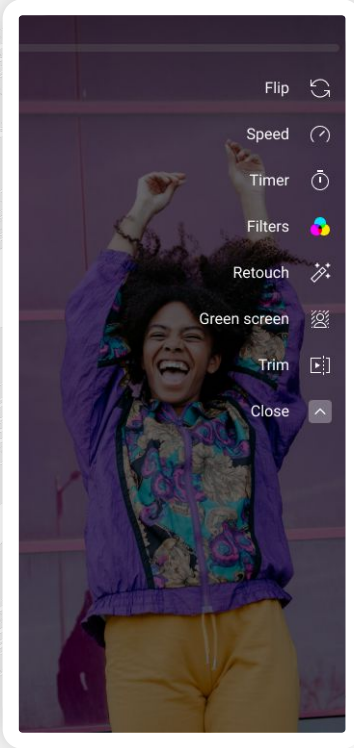 Flip
Speed
Timer
Filters
Retouch
Green screen
Trim
Close